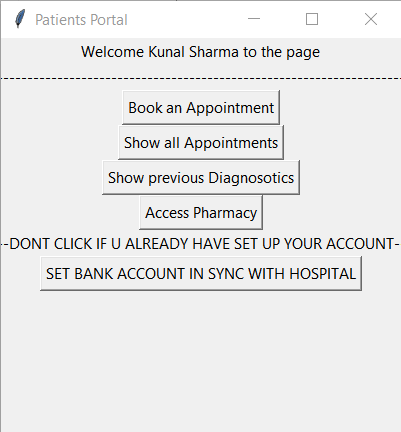 Patients Portal
Welcome Kunal Sharma to the page
--------------------------------------------------------------------------------
Book an Appointment
Show all Appointments
Show previous Diagnosotics
Access Pharmacy
--DONT CLICK IF U ALREADY HAVE SET UP YOUR ACCOUNT-
SET BANK ACCOUNT IN SYNC WITH HOSPITAL